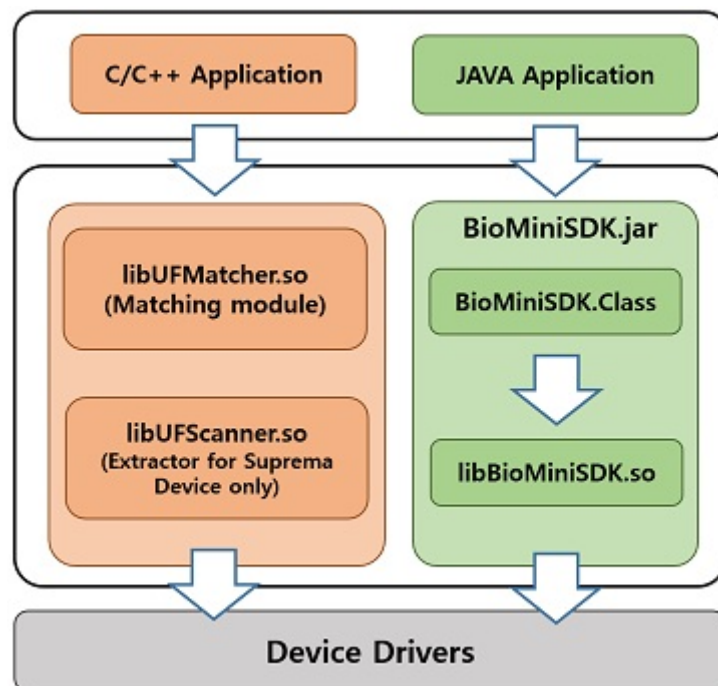 C/C++ Application
JAVA Application
libUFMatcher.so
(Matching module)
libUFScanner.so
(Extractor for Suprema
Device only)
BioMiniSDK.jar
BioMiniSDK.Class
libBioMiniSDK.so
Device Drivers